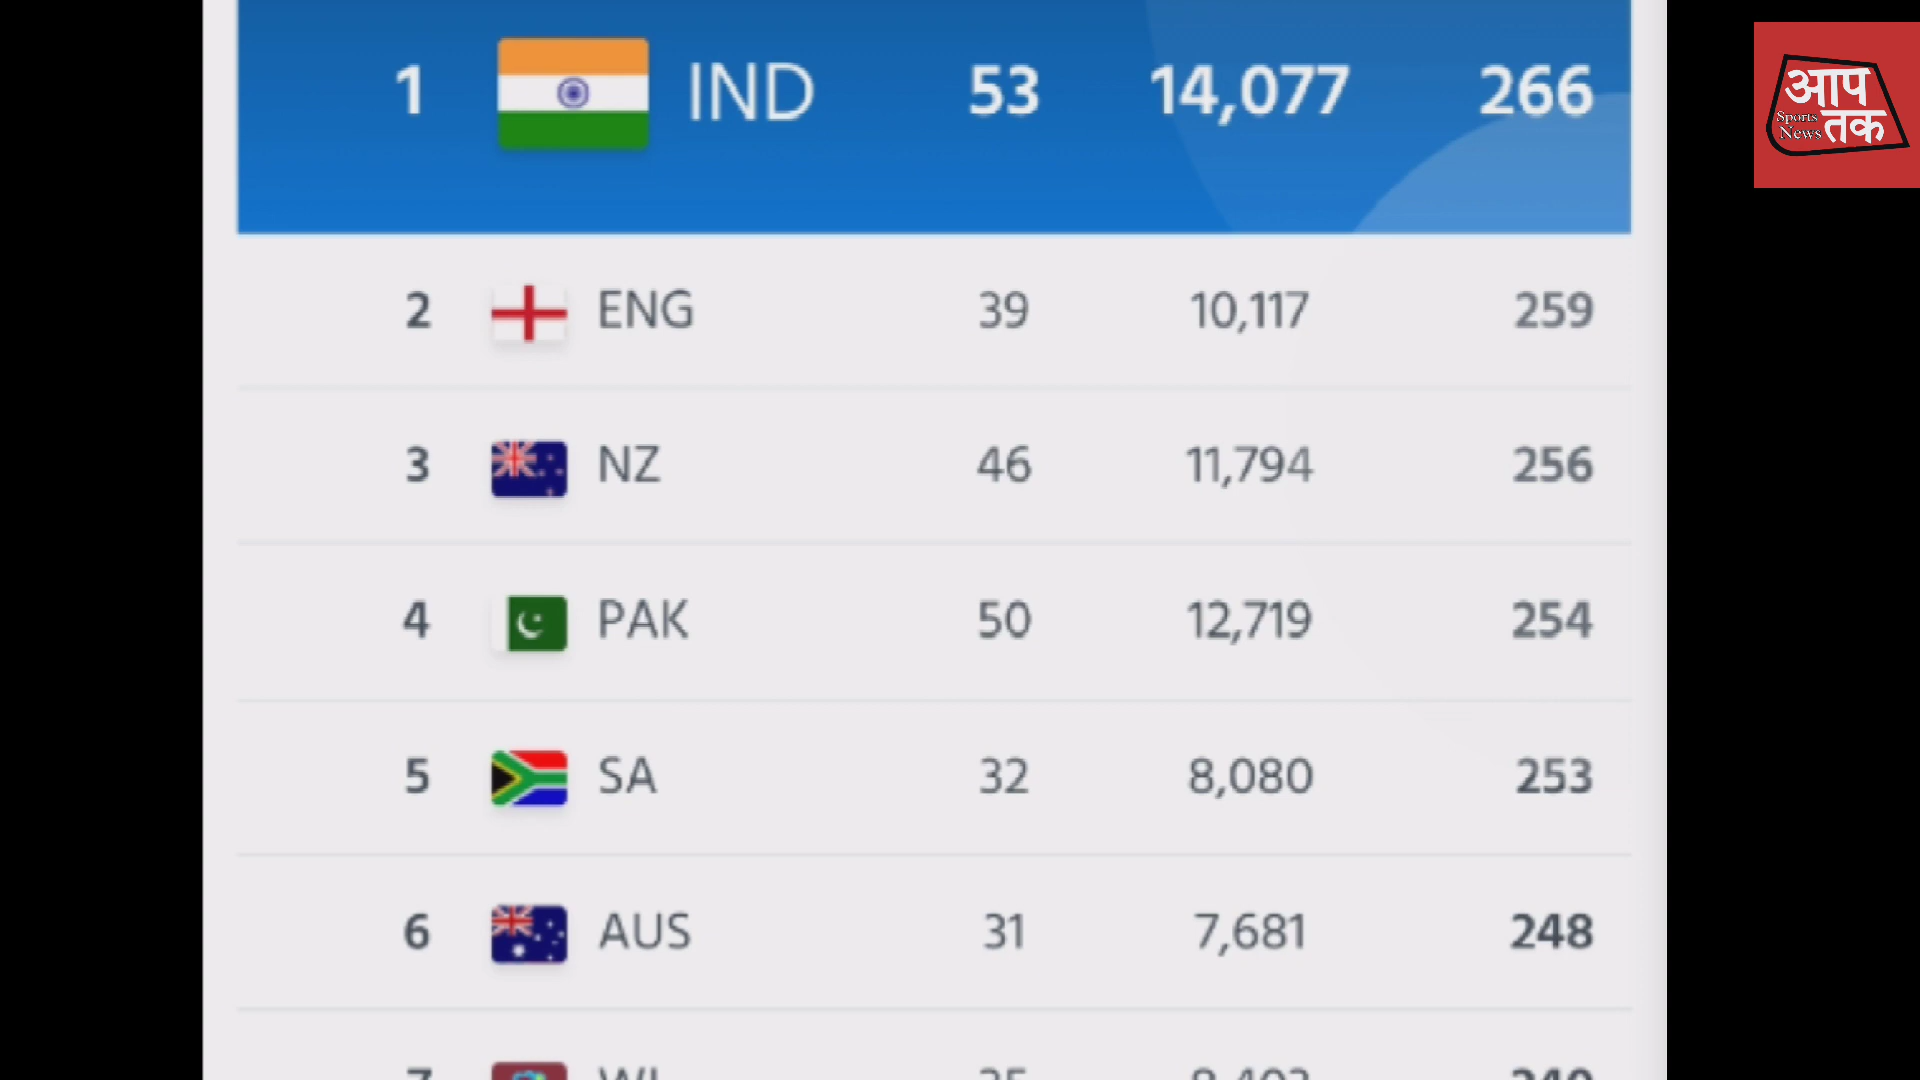 1 IND 53 14,077 266
2 ENG 39 10,117 259
3 NZ 46 11,794 256
4 PAK 50 12,719 254
5 SA 32 8,080 253
6 AUS 31 7,681 248
आप
Sports
News तक